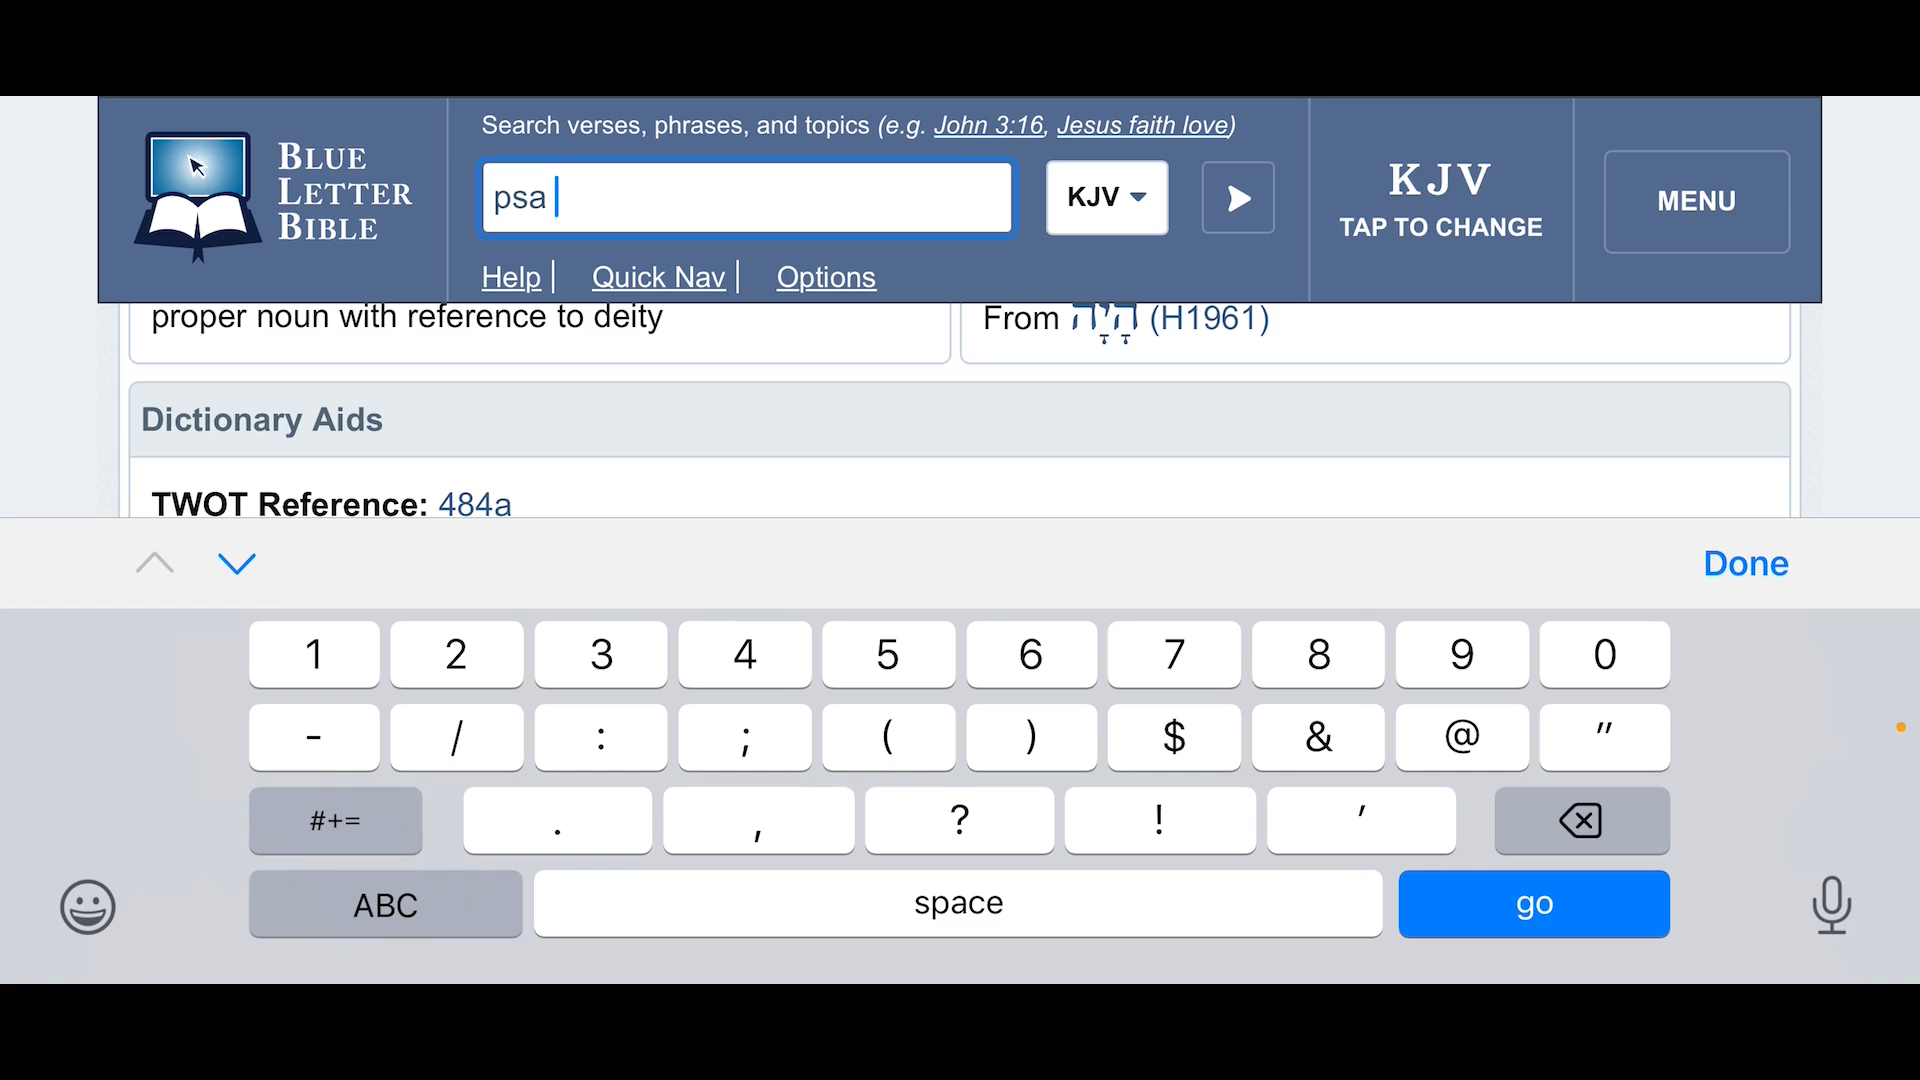 BLUE
LETTER
BIBLE
Search verses, phrases, and topics (e.g. John 3:16, Jesus faith love)
psa
KJV
Help | Quick Nav | Options
KJV
TAP TO CHANGE
MENU
proper noun with reference to deity
From הָיָה (H1961)
Dictionary Aids
TWOT Reference: 484a
Done
1 2 3 4 5 6 7 8 9 0
- / : ; ( ) $ & @ "
#+= . , ? ! '
ABC space go